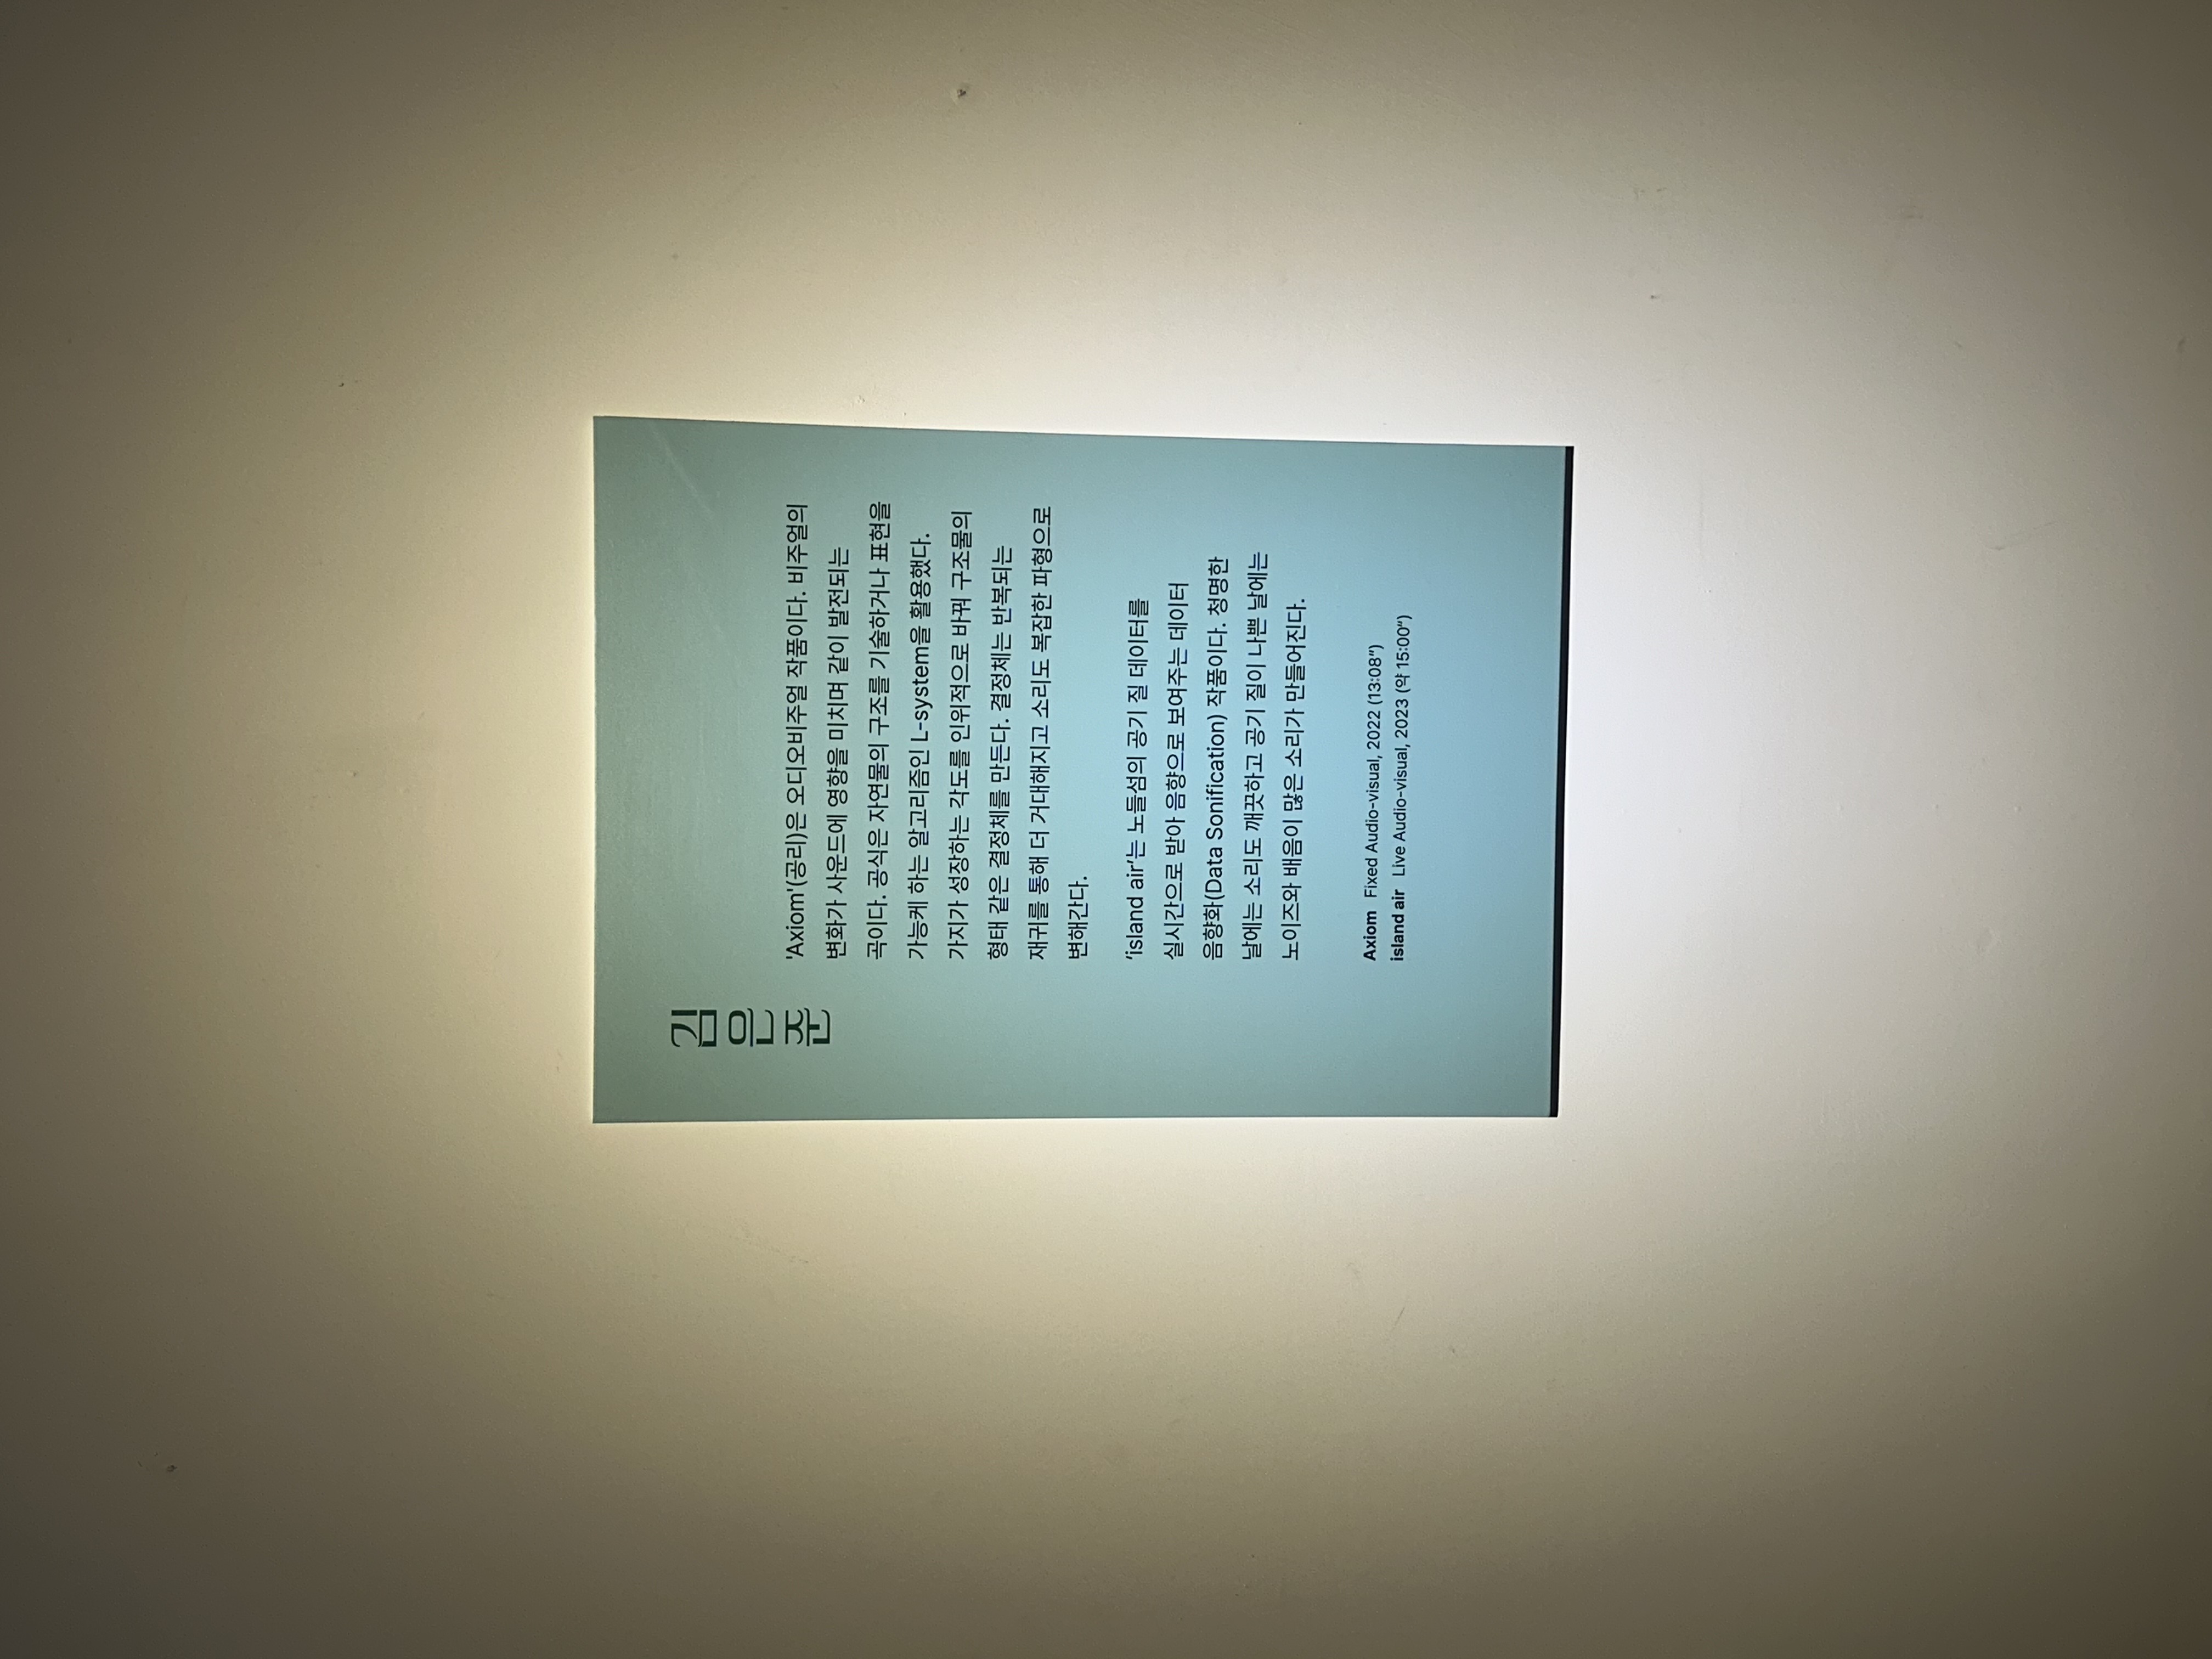 김은준
'Axiom'(공리)은 오디오비주얼 작품이다. 비주얼의
변화가 사운드에 영향을 미치며 같이 발전되는
곡이다. 공식은 자연물의 구조를 기술하거나 표현을
가능케 하는 알고리즘인 L-system을 활용했다.
가지가 성장하는 각도를 인위적으로 바꿔 구조물의
형태 같은 결정체를 만든다. 결정체는 반복되는
재귀를 통해 더 거대해지고 소리도 복잡한 파형으로
변해간다.
‘island air’는 노들섬의 공기 질 데이터를
실시간으로 받아 음향으로 보여주는 데이터
음향화(Data Sonification) 작품이다. 청명한
날에는 소리도 깨끗하고 공기 질이 나쁜 날에는
노이즈와 배음이 많은 소리가 만들어진다.
Axiom Fixed Audio-visual, 2022 (13:08“)
island air Live Audio-visual, 2023 (약 15:00“)